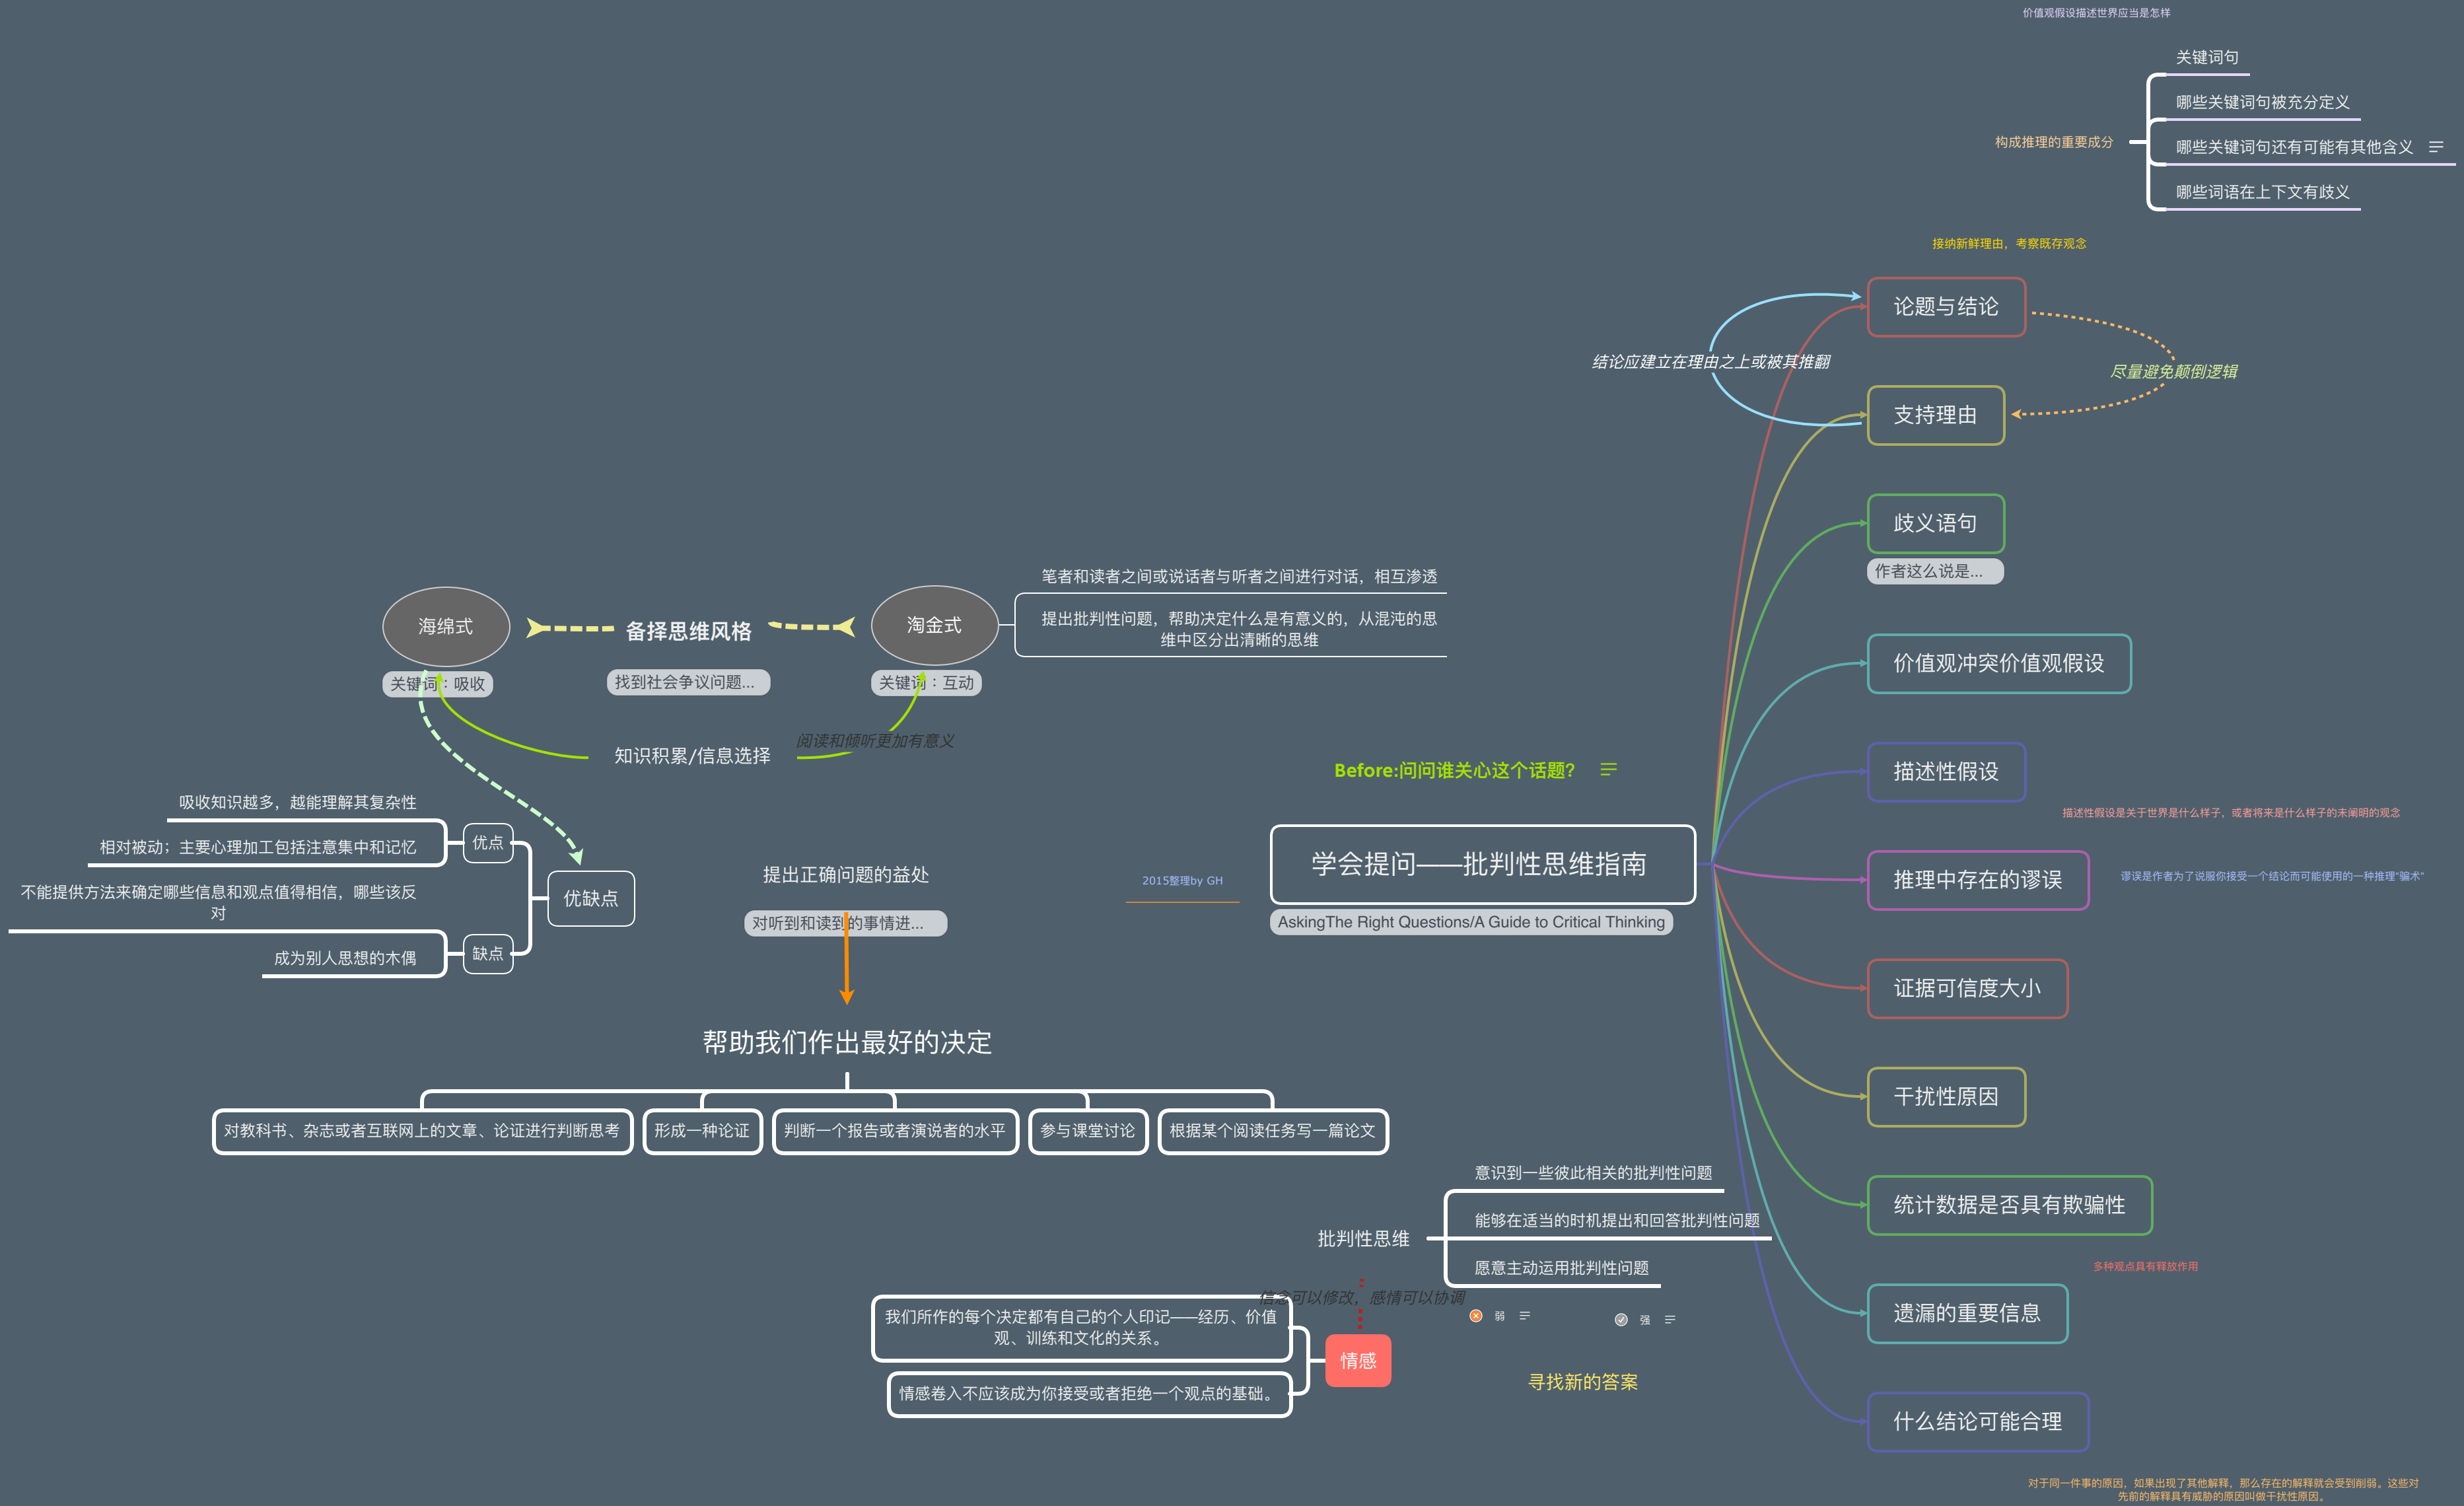 价值观假设描述世界应当是怎样
关键词句
哪些关键词句被充分定义
构成推理的重要成分
哪些关键词句还有可能有其他含义
哪些词语在上下文有歧义
接纳新鲜理由，考察既存观念
论题与结论
结论应建立在理由之上或被其推翻
尽量避免颠倒逻辑
支持理由
歧义语句
作者这么说是...
价值观冲突价值观假设
描述性假设
描述性假设是关于世界是什么样子，或者将来是什么样子的未阐明的观念
推理中存在的谬误
谬误是作者为了说服你接受一个结论而可能使用的一种推理"骗术"
证据可信度大小
干扰性原因
统计数据是否具有欺骗性
多种观点具有释放作用
遗漏的重要信息
什么结论可能合理
对于同一件事的原因，如果出现了其他解释，那么存在的解释就会受到削弱。这些对
先前的解释具有威胁的原因叫做干扰性原因。
海绵式
关键词：吸收
备择思维风格
找到社会争议问题...
淘金式
关键词：互动
笔者和读者之间或说话者与听者之间进行对话，相互渗透
提出批判性问题，帮助决定什么是有意义的，从混沌的思
维中区分出清晰的思维
知识积累/信息选择
阅读和倾听更加有意义
吸收知识越多，越能理解其复杂性
相对被动；主要心理加工包括注意集中和记忆
优点
不能提供方法来确定哪些信息和观点值得相信，哪些该反
对
成为别人思想的木偶
缺点
优缺点
提出正确问题的益处
对听到和读到的事情进...
2015整理by GH
Before:问问谁关心这个话题?
学会提问——批判性思维指南
AskingThe Right Questions/A Guide to Critical Thinking
帮助我们作出最好的决定
对教科书、杂志或者互联网上的文章、论证进行判断思考
形成一种论证
判断一个报告或者演说者的水平
参与课堂讨论
根据某个阅读任务写一篇论文
批判性思维
意识到一些彼此相关的批判性问题
能够在适当的时机提出和回答批判性问题
愿意主动运用批判性问题
信念可以修改，感情可以协调
弱
强
我们所作的每个决定都有自己的个人印记——经历、价值
观、训练和文化的关系。
情感
情感卷入不应该成为你接受或者拒绝一个观点的基础。
寻找新的答案